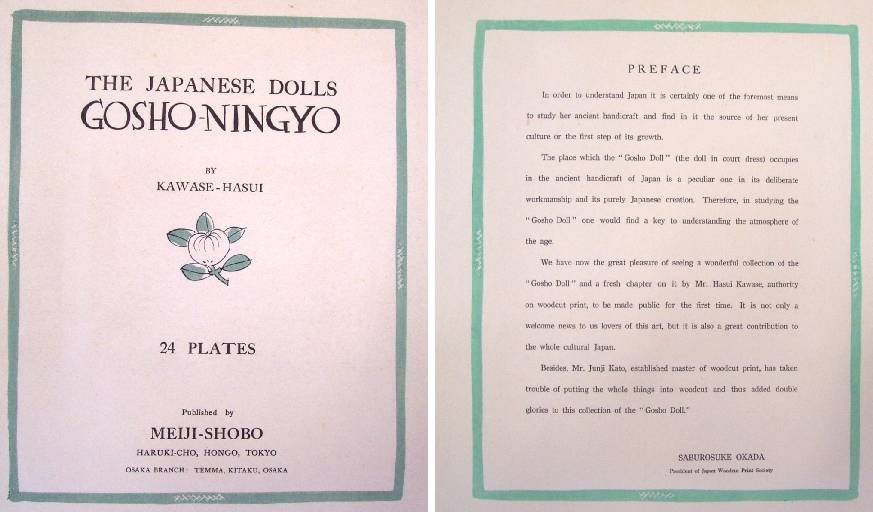 THE JAPANESE DOLLS
GOSHO-NINGYO
BY
KAWASE-HASUI
24 PLATES
Published by
MEIJI-SHOBO
HARUKI-CHO, HONGO, TOKYO
OSAKA BRANCH: TEMMA, KITAKU, OSAKA
PREFACE
In order to understand Japan it is certainly one of the foremost means
to study her ancient handicraft and find in it the source of her present
culture or the first step of its growth.
The place which the "Gosho Doll" (the doll in court dress) occupies
in the ancient handicraft of Japan is a peculiar one in its deliberate
workmanship and its purely Japanese creation. Therefore, in studying the
"Gosho Doll" one would find a key to understanding the atmosphere of
the age.
We have now the great pleasure of seeing a wonderful collection of the
"Gosho Doll" and a fresh chapter on it by Mr. Hasui Kawase, authority
on woodcut print, to be made public for the first time. It is not only a
welcome news to us lovers of this art, but it is also a great contribution to
the whole cultural Japan.
Besides, Mr. Junji Kato, established master of woodcut print, has taken
trouble of putting the whole things into woodcut and thus added double
glories to this collection of the "Gosho Doll."
SABUROSUKE OKADA
President of Japan Woodcut Print Society